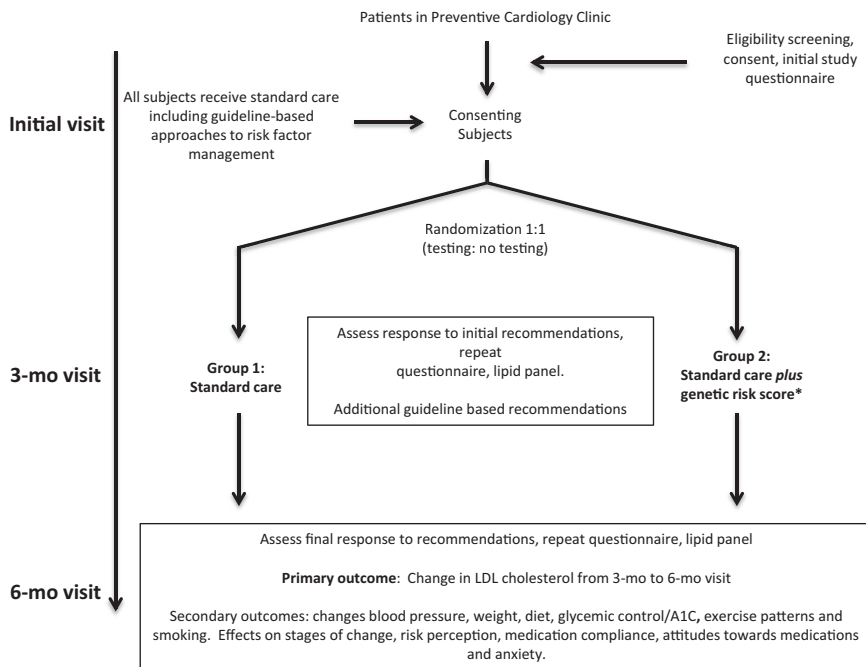 Patients in Preventive Cardiology Clinic
Eligibility screening,
consent, initial study
questionnaire
Initial visit
All subjects receive standard care
including guideline-based
approaches to risk factor
management
Consenting
Subjects
Randomization 1:1
(testing: no testing)
3-mo visit
Group 1:
Standard care
Assess response to initial recommendations,
repeat
questionnaire, lipid panel.
Additional guideline based recommendations
Group 2:
Standard care plus
genetic risk score*
6-mo visit
Assess final response to recommendations, repeat questionnaire, lipid panel
Primary outcome: Change in LDL cholesterol from 3-mo to 6-mo visit
Secondary outcomes: changes blood pressure, weight, diet, glycemic control/A1C, exercise patterns and
smoking. Effects on stages of change, risk perception, medication compliance, attitudes towards medications
and anxiety.